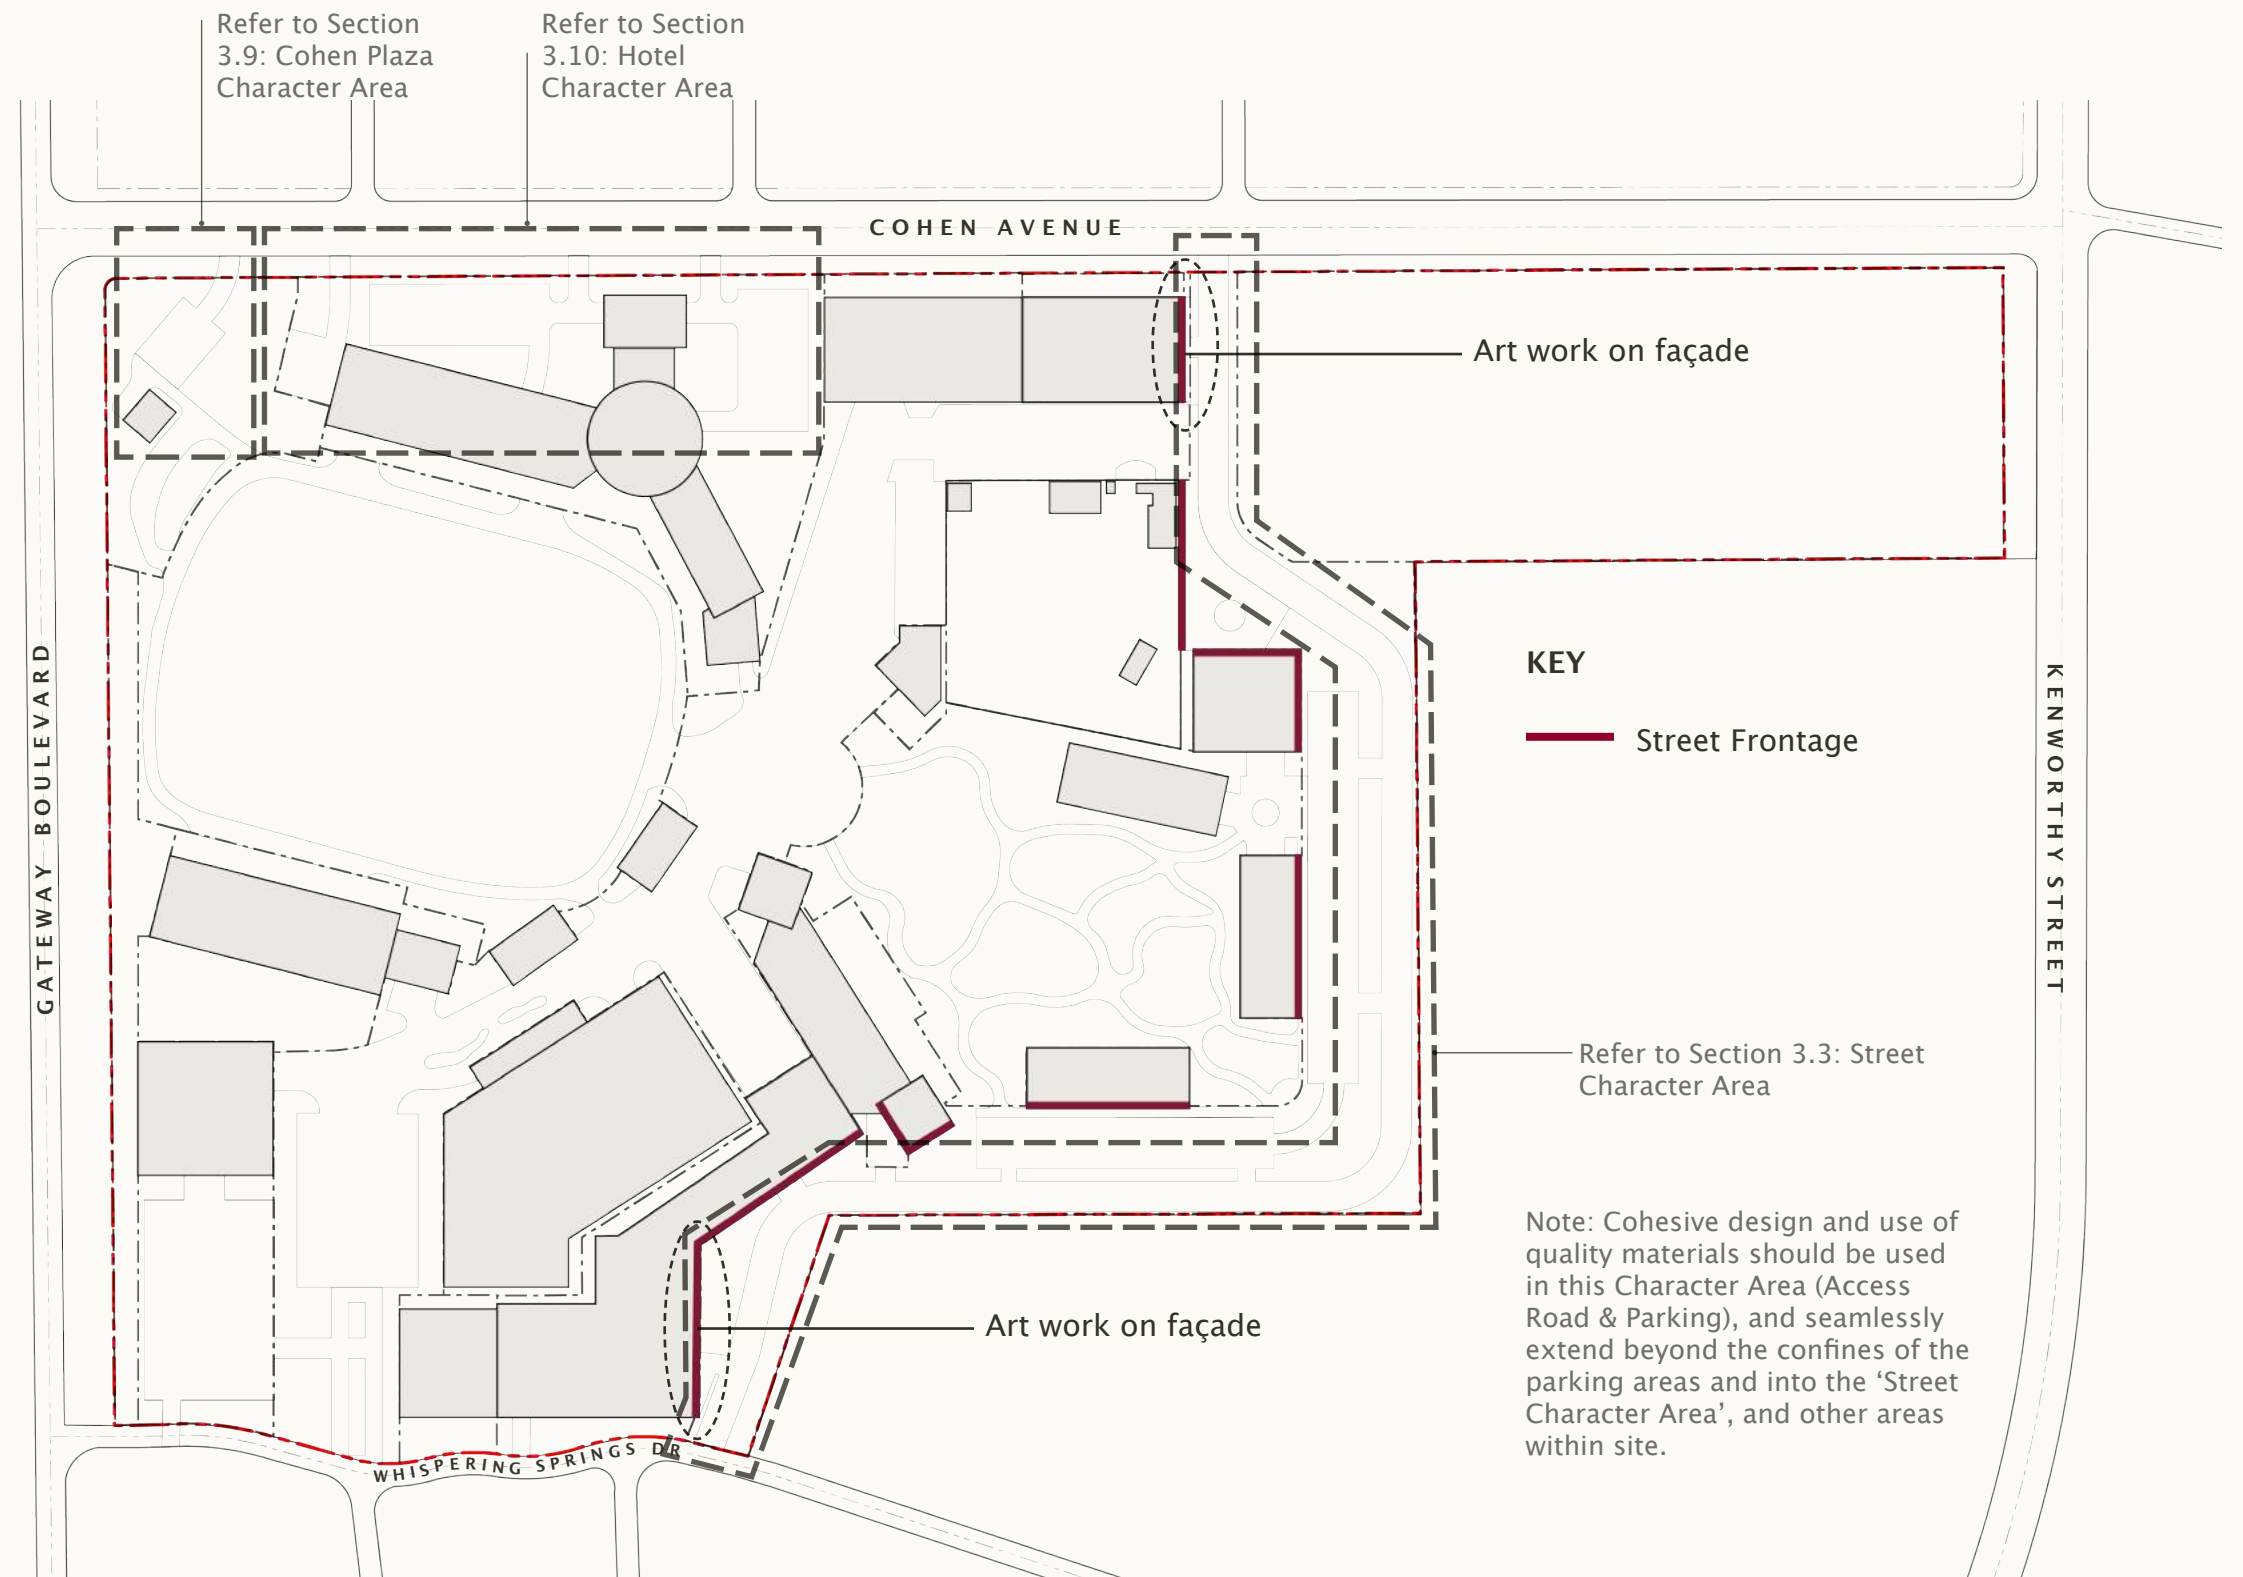 Refer to Section
3.9: Cohen Plaza
Character Area
Refer to Section
3.10: Hotel
Character Area
COHEN AVENUE
Art work on façade
GATEWAY BOULEVARD
KENWORTHY STREET
KEY
Street Frontage
Refer to Section 3.3: Street
Character Area
Note: Cohesive design and use of
quality materials should be used
in this Character Area (Access
Road & Parking), and seamlessly
extend beyond the confines of the
parking areas and into the ‘Street
Character Area’, and other areas
within site.
Art work on façade
WHISPERING SPRINGS DR